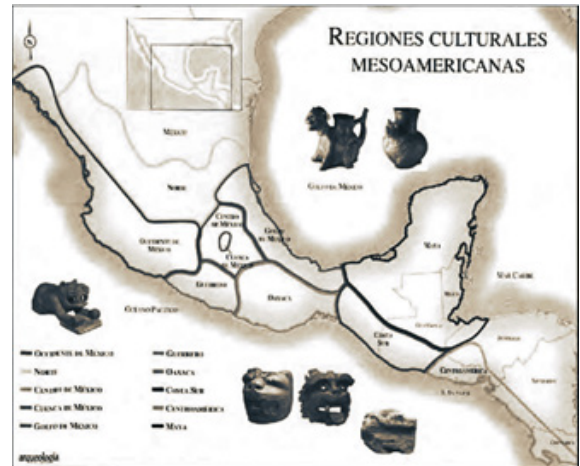 REGIONES CULTURALES
MESOAMERICANAS
MÉXICO
NORTE
CENTRO
DE MÉXICO
GOLFO
DE MÉXICO
OCCIDENTE DE
MÉXICO
CUENCA
DE MÉXICO
GUERRERO
OAXACA
GOLFO DE MÉXICO
MAYA
MAR CARIBE
COSTA
SUR
CENTROAMÉRICA
OCÉANO PACÍFICO
OCCIDENTE DE MÉXICO
NORTE
CENTRO DE MÉXICO
CUENCA DE MÉXICO
GOLFO DE MÉXICO
GUERRERO
OAXACA
COSTA SUR
CENTROAMÉRICA
MAYA
arqueología